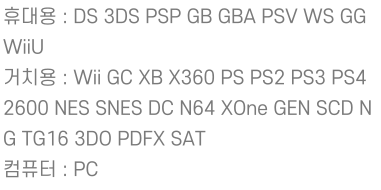 휴대용 : DS 3DS PSP GB GBA PSV WS GG
WiiU
거치용 : Wii GC XB X360 PS PS2 PS3 PS4
2600 NES SNES DC N64 XOne GEN SCD N
G TG16 3DO PDFX SAT
컴퓨터 : PC